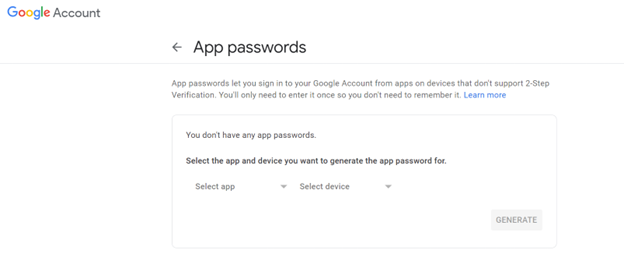 Google Account
App passwords
App passwords let you sign in to your Google Account from apps on devices that don't support 2-Step
Verification. You'll only need to enter it once so you don't need to remember it. Learn more
You don't have any app passwords.
Select the app and device you want to generate the app password for.
Select app Select device
GENERATE